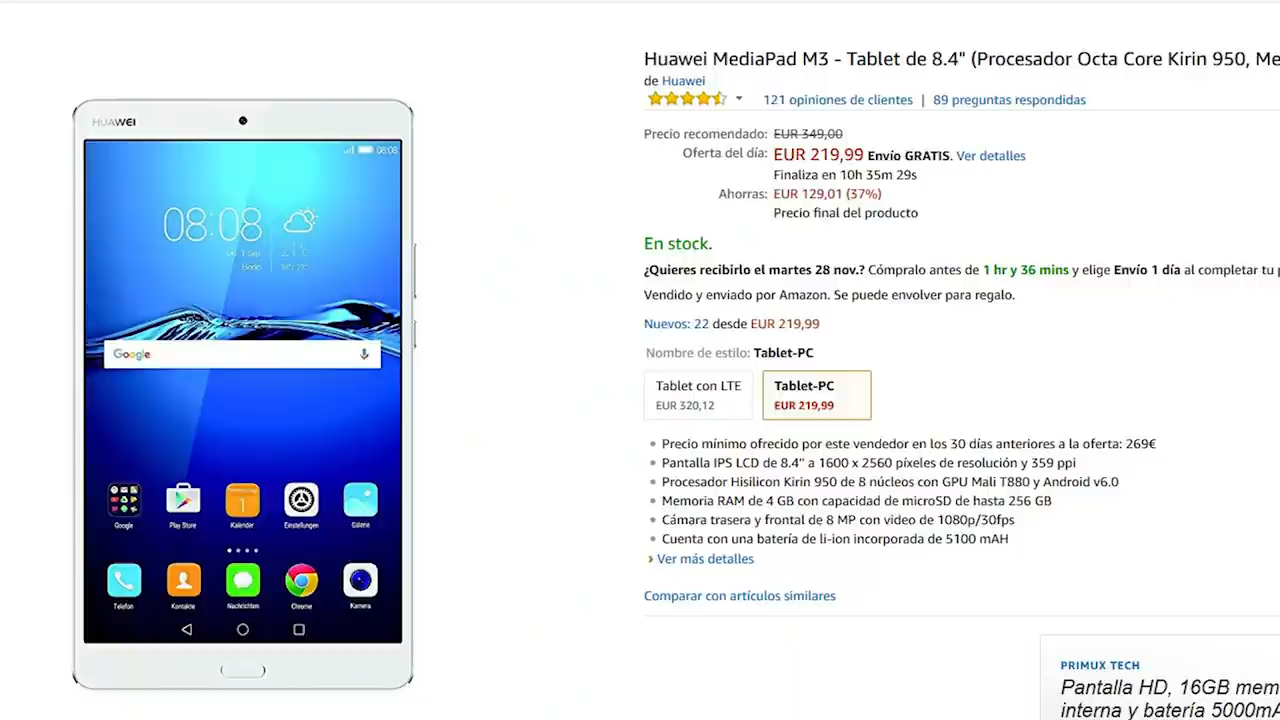 Huawei MediaPad M3 - Tablet de 8.4" (Procesador Octa Core Kirin 950, Me
de Huawei
121 opiniones de clientes | 89 preguntas respondidas
Precio recomendado: EUR 349,00
Oferta del día: EUR 219,99 Envío GRATIS. Ver detalles
Finaliza en 10h 35m 29s
Ahorras: EUR 129,01 (37%)
Precio final del producto
En stock.
¿Quieres recibirlo el martes 28 nov.? Cómpralo antes de 1 hr y 36 mins y elige Envío 1 día al completar tu p
Vendido y enviado por Amazon. Se puede envolver para regalo.
Nuevos: 22 desde EUR 219,99
Nombre de estilo: Tablet-PC
Tablet con LTE
EUR 320,12
Tablet-PC
EUR 219,99
Precio mínimo ofrecido por este vendedor en los 30 días anteriores a la oferta: 269€
Pantalla IPS LCD de 8.4" a 1600 x 2560 píxeles de resolución y 359 ppi
Procesador Hisilicon Kirin 950 de 8 núcleos con GPU Mali T880 y Android v6.0
Memoria RAM de 4 GB con capacidad de microSD de hasta 256 GB
Cámara trasera y frontal de 8 MP con video de 1080p/30fps
Cuenta con una batería de li-ion incorporada de 5100 mAH
Ver más detalles
Comparar con artículos similares
PRIMUX TECH
Pantalla HD, 16GB mem
interna y batería 5000mA
HUAWEI
08:08
08:08
21°C
Berlin
Google
Google
Play Store
Kalender
Einstellungen
Galerie
Telefon
Kontakte
Nachrichten
Chrome
Kamera